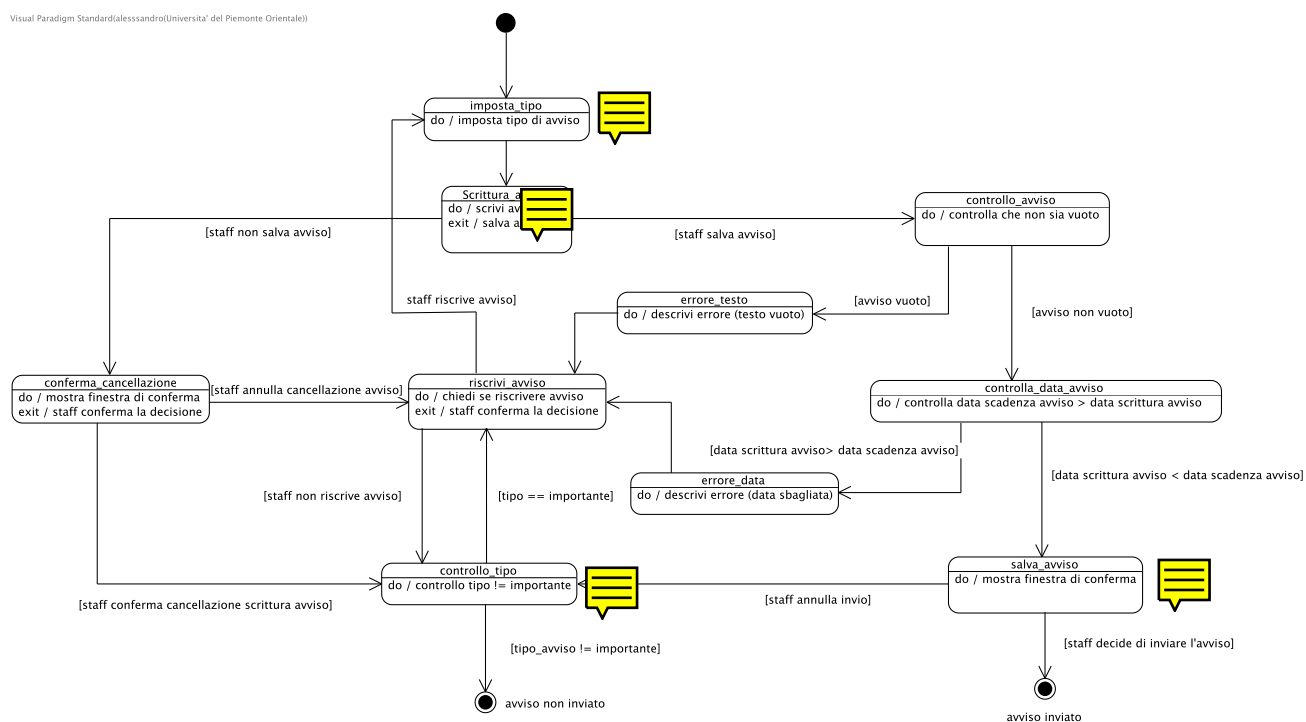 Visual Paradigm Standard(alesssandro(Universita' del Piemonte Orientale))
imposta_tipo
do / imposta tipo di avviso
Scrittura_a
do / scrivi av
exit / salva a
controllo_avviso
do / controlla che non sia vuoto
[staff non salva avviso]
[staff salva avviso]
staff riscrive avviso]
errore_testo
do / descrivi errore (testo vuoto)
[avviso vuoto]
[avviso non vuoto]
conferma_cancellazione
do / mostra finestra di conferma
exit / staff conferma la decisione
[staff annulla cancellazione avviso]
riscrivi_avviso
do / chiedi se riscrivere avviso
exit / staff conferma la decisione
controlla_data_avviso
do / controlla data scadenza avviso > data scrittura avviso
[data scrittura avviso> data scadenza avviso]
[data scrittura avviso < data scadenza avviso]
errore_data
do / descrivi errore (data sbagliata)
[staff non riscrive avviso]
[tipo == importante]
controllo_tipo
do / controllo tipo != importante
salva_avviso
do / mostra finestra di conferma
[staff conferma cancellazione scrittura avviso]
[staff annulla invio]
[tipo_avviso != importante]
[staff decide di inviare l'avviso]
avviso non inviato
avviso inviato